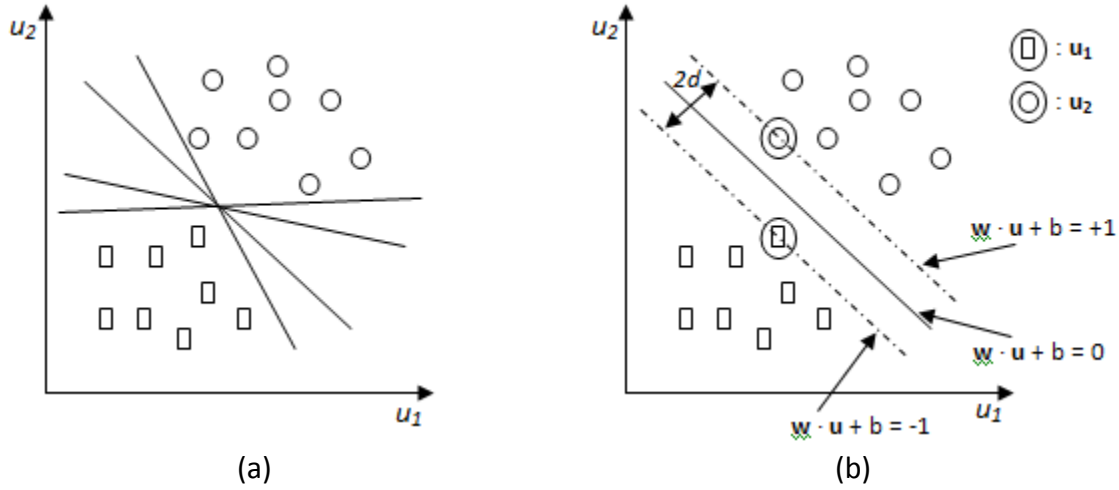 u2
u1
(a)
u2
2d
: u1
: u2
w · u + b = +1
w · u + b = 0
w · u + b = -1
u1
(b)